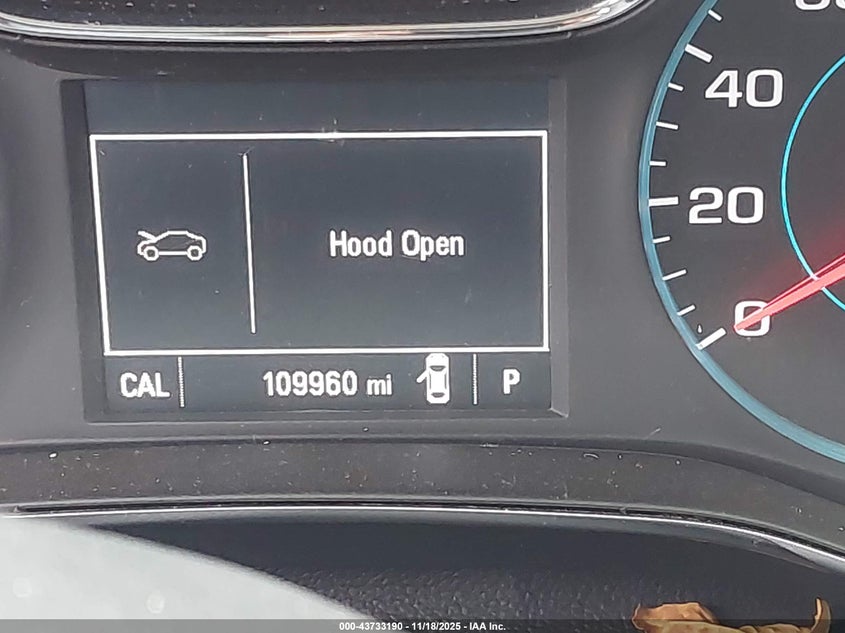 40
20
0
Hood Open
CAL 109960 mi P
000-43733190 - 11/18/2025 - IAA Inc.